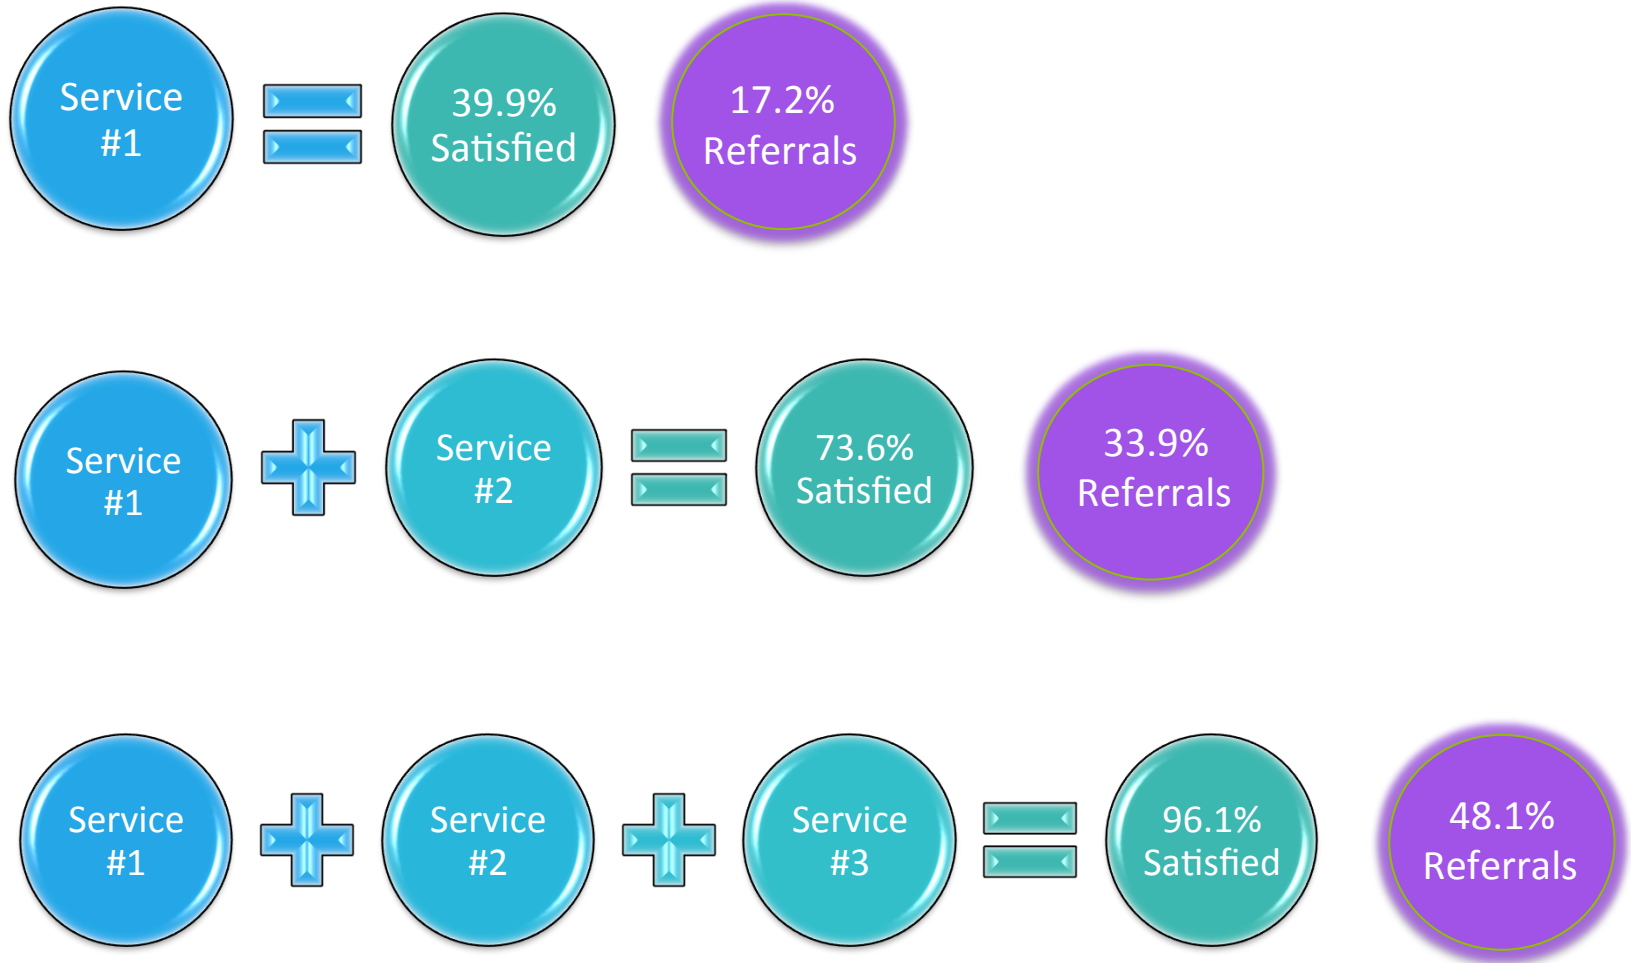 Service
#1
39.9%
Satisfied
17.2%
Referrals
Service
#1
Service
#2
73.6%
Satisfied
33.9%
Referrals
Service
#1
Service
#2
Service
#3
96.1%
Satisfied
48.1%
Referrals